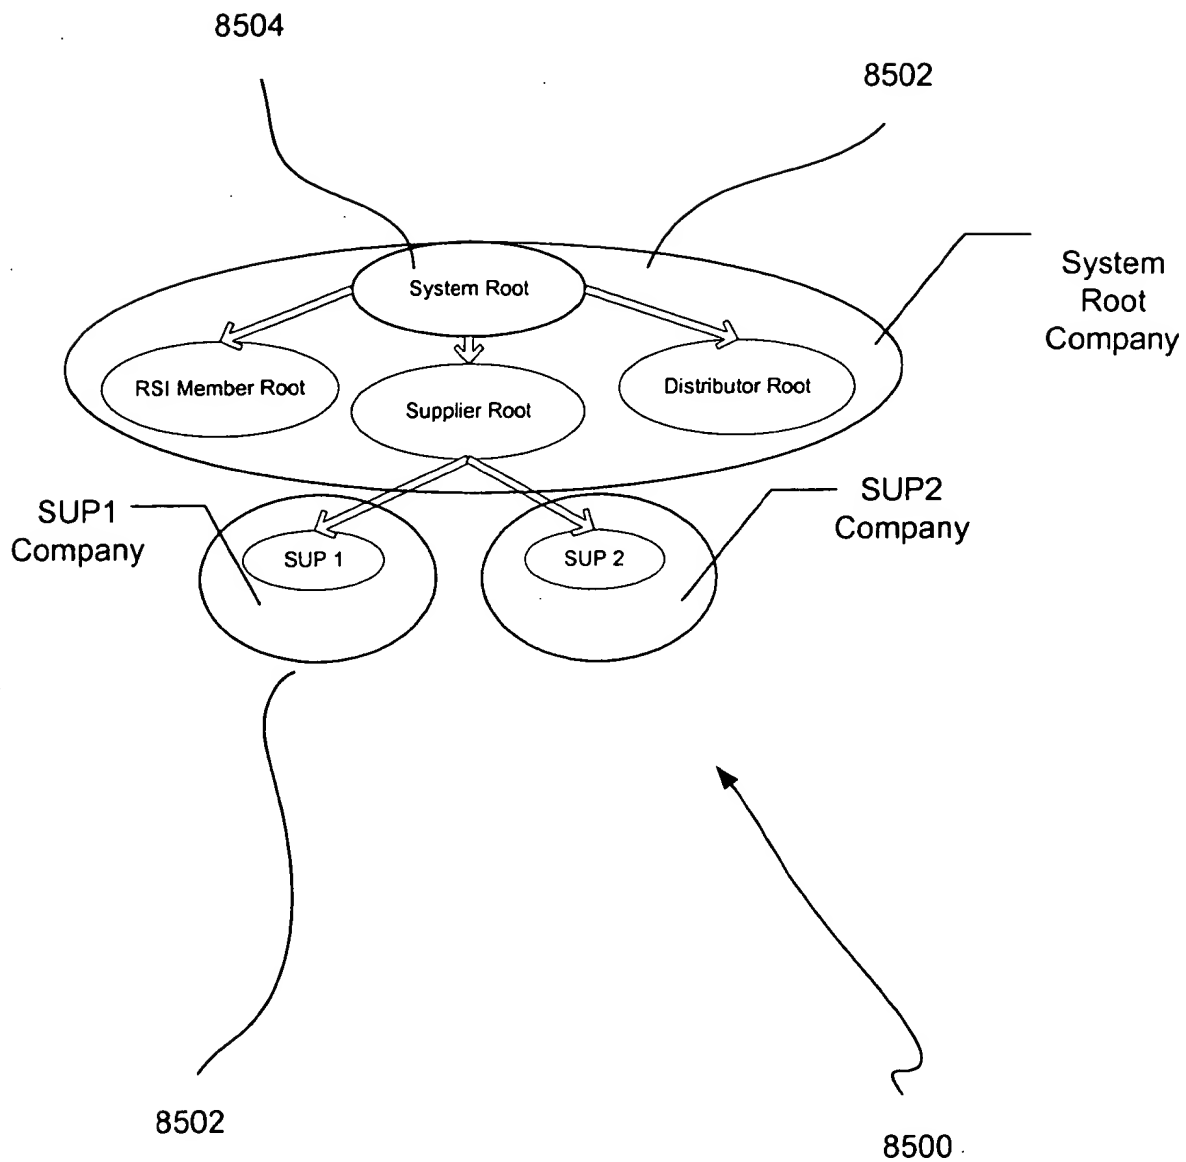 8504
8502
System
Root
Company
System Root
RSI Member Root
Supplier Root
Distributor Root
SUP1
Company
SUP2
Company
SUP 1
SUP 2
8502
8500